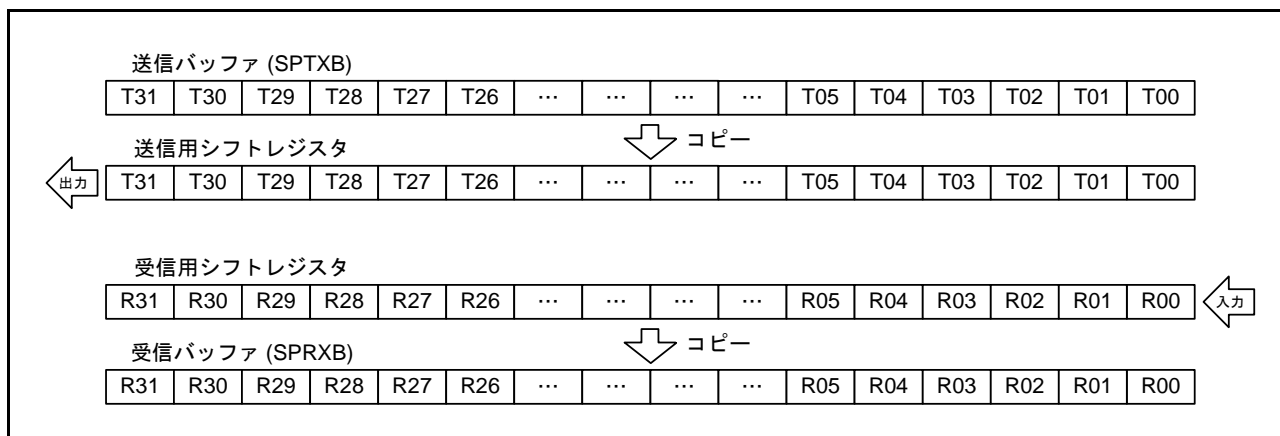 送信バッファ (SPTXB)
T31 T30 T29 T28 T27 T26 … … … … T05 T04 T03 T02 T01 T00
コピー
送信用シフトレジスタ
出力 T31 T30 T29 T28 T27 T26 … … … … T05 T04 T03 T02 T01 T00
受信用シフトレジスタ
R31 R30 R29 R28 R27 R26 … … … … R05 R04 R03 R02 R01 R00 入力
コピー
受信バッファ (SPRXB)
R31 R30 R29 R28 R27 R26 … … … … R05 R04 R03 R02 R01 R00